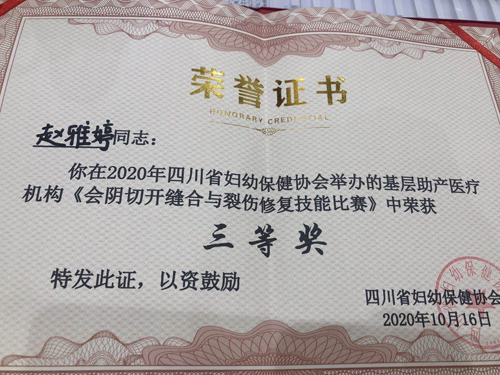 荣誉证书
HONORARY CREDENTIAL
赵雅婷同志：
你在2020年四川省妇幼保健协会举办的基层助产医疗
机构《会阴切开缝合与裂伤修复技能比赛》中荣获
三等奖
特发此证，以资鼓励
四川省妇幼保健协会
2020年10月16日